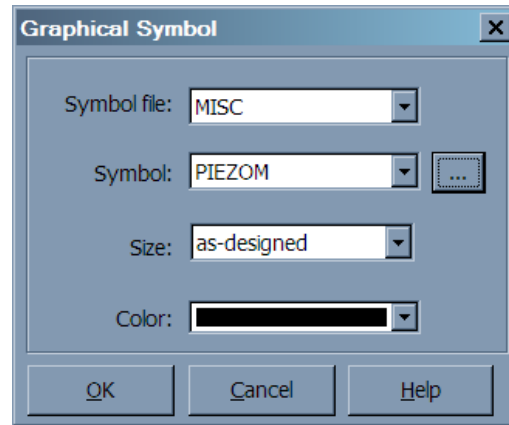 Graphical Symbol
Symbol file: MISC
Symbol: PIEZOM ...
Size: as-designed
Color:
OK Cancel Help